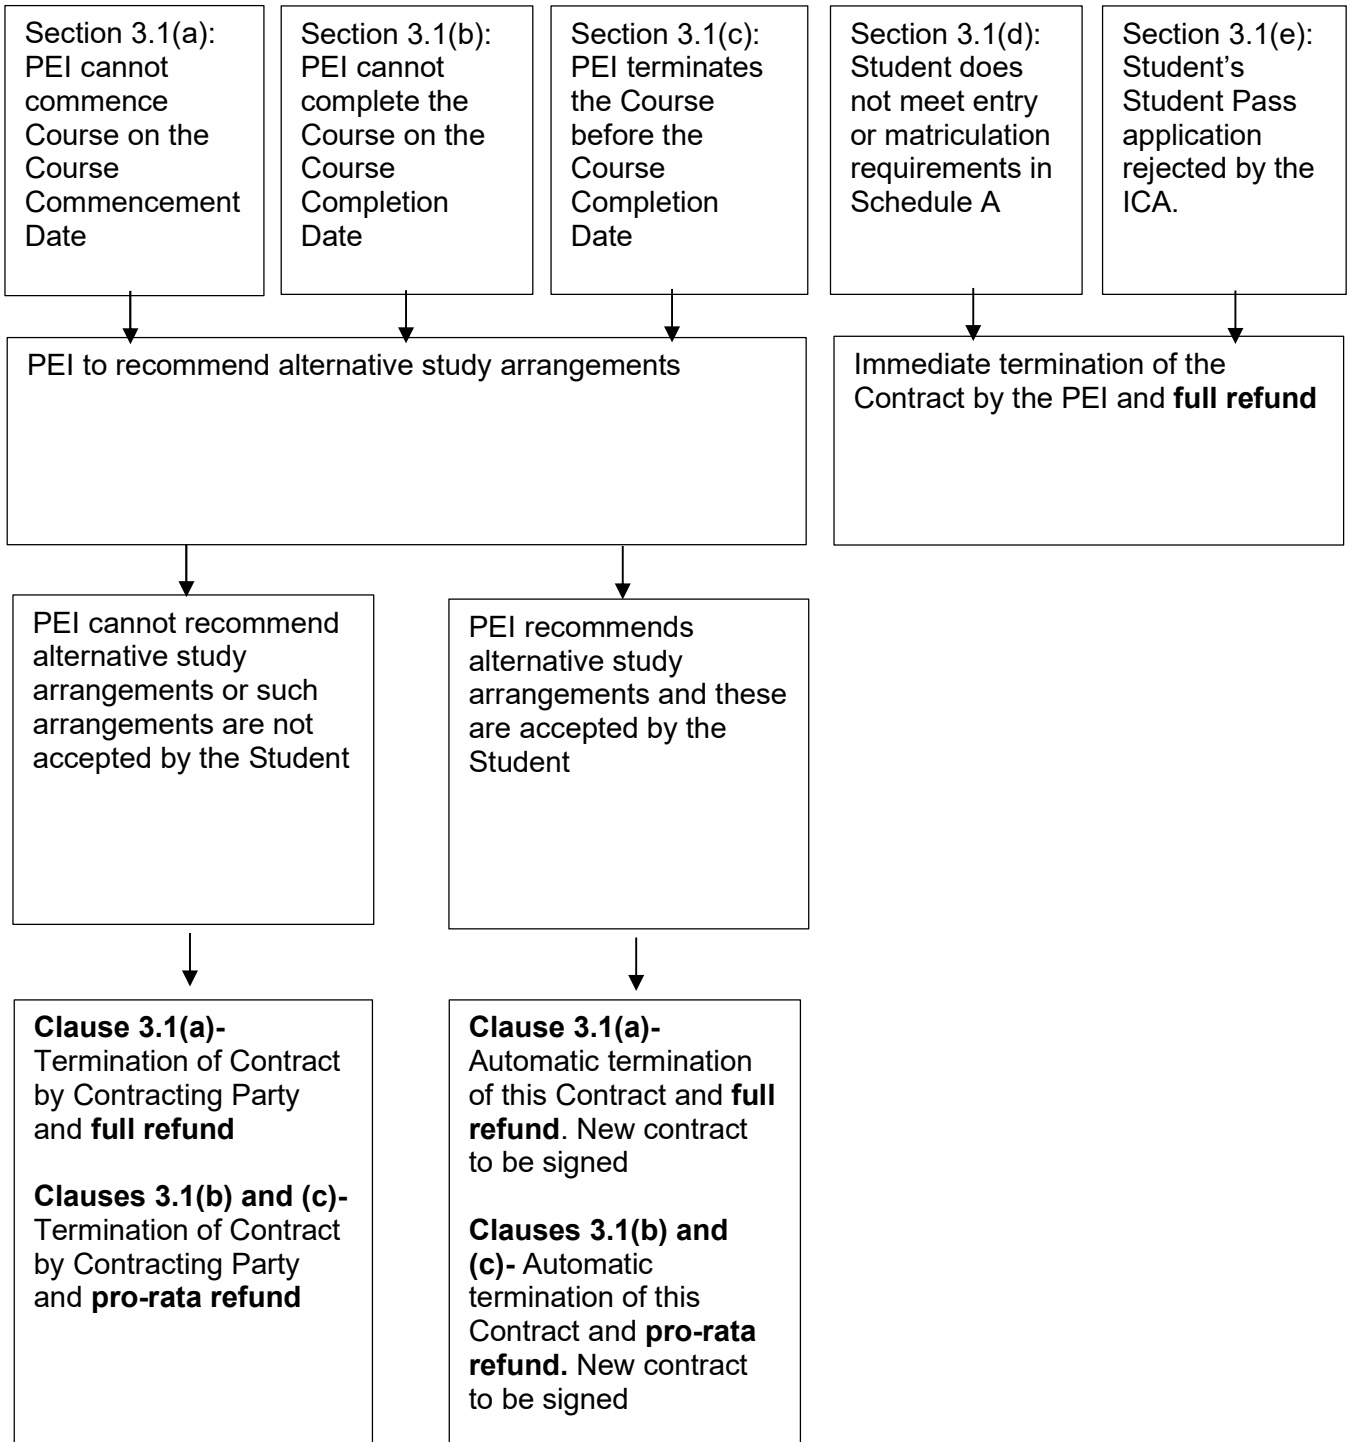 Section 3.1(a):
PEI cannot
commence
Course on the
Course
Commencement
Date
Section 3.1(b):
PEI cannot
complete the
Course on the
Course
Completion
Date
Section 3.1(c):
PEI terminates
the Course
before the
Course
Completion
Date
Section 3.1(d):
Student does
not meet entry
or matriculation
requirements in
Schedule A
Section 3.1(e):
Student’s
Student Pass
application
rejected by the
ICA.
PEI to recommend alternative study arrangements
Immediate termination of the
Contract by the PEI and full refund
PEI cannot recommend
alternative study
arrangements or such
arrangements are not
accepted by the Student
PEI recommends
alternative study
arrangements and these
are accepted by the
Student
Clause 3.1(a)-
Termination of Contract
by Contracting Party
and full refund
Clauses 3.1(b) and (c)-
Termination of Contract
by Contracting Party
and pro-rata refund
Clause 3.1(a)-
Automatic termination
of this Contract and full
refund. New contract
to be signed
Clauses 3.1(b) and
(c)- Automatic
termination of this
Contract and pro-rata
refund. New contract
to be signed